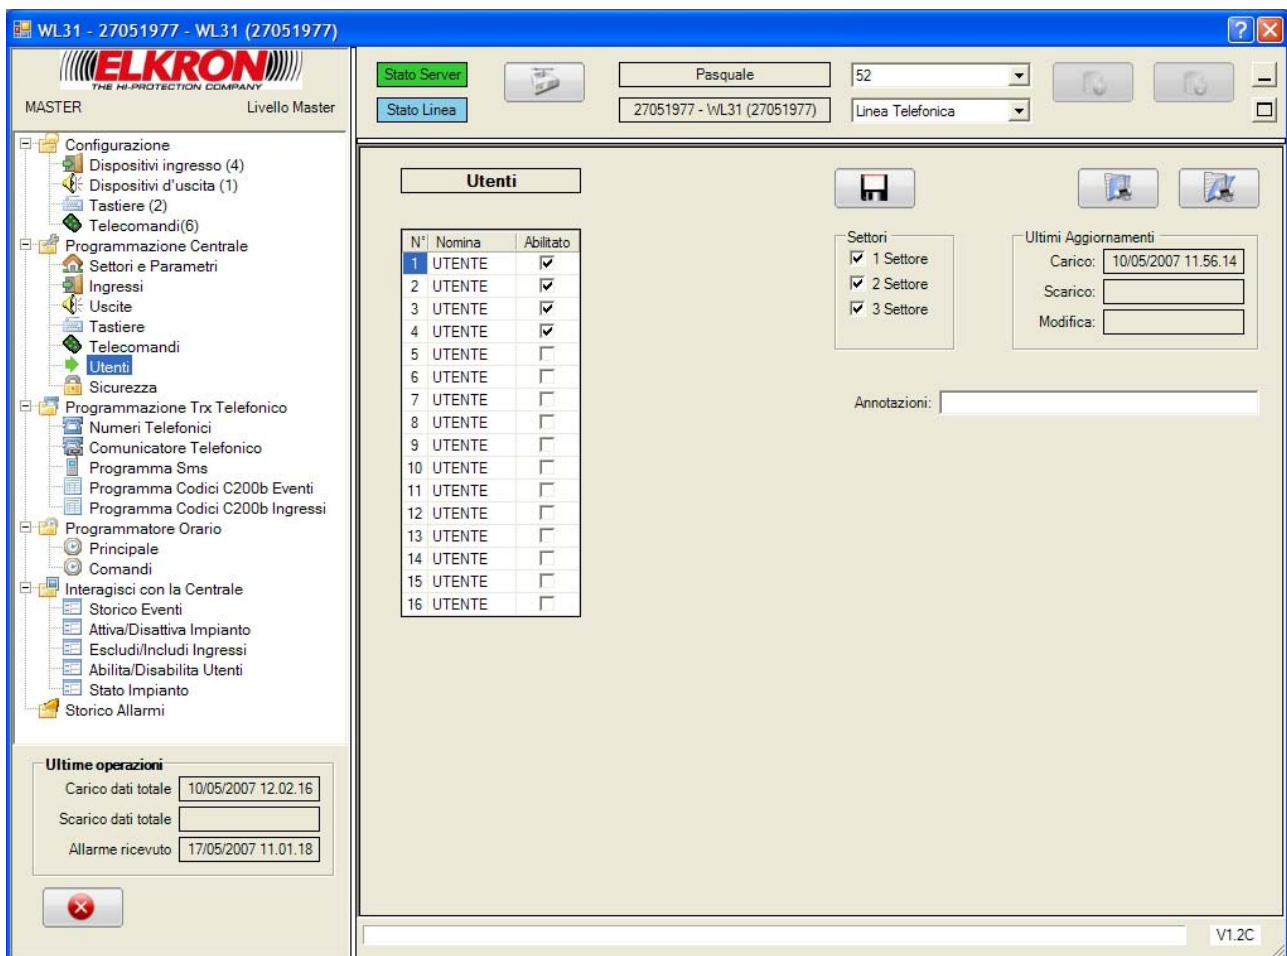 WL31 - 27051977 - WL31 (27051977)
ELKRON
THE HI-PROTECTION COMPANY
MASTER Livello Master
Configurazione
Dispositivi ingresso (4)
Dispositivi d'uscita (1)
Tastiere (2)
Telecomandi(6)
Programmazione Centrale
Settori e Parametri
Ingressi
Uscite
Tastiere
Telecomandi
Utenti
Sicurezza
Programmazione Trx Telefonico
Numeri Telefonici
Comunicatore Telefonico
Programma Sms
Programma Codici C200b Eventi
Programma Codici C200b Ingressi
Programmatore Orario
Principale
Comandi
Interagisci con la Centrale
Storico Eventi
Attiva/Disattiva Impianto
Escludi/Includi Ingressi
Abilita/Disabilita Utenti
Stato Impianto
Storico Allarmi
Ultime operazioni
Carico dati totale 10/05/2007 12.02.16
Scarico dati totale
Allarme ricevuto 17/05/2007 11.01.18
Stato Server Pasquale 52
Stato Linea 27051977 - WL31 (27051977) Linea Telefonica
Utenti
N° Nomina Abilitato
1 UTENTE
2 UTENTE
3 UTENTE
4 UTENTE
5 UTENTE
6 UTENTE
7 UTENTE
8 UTENTE
9 UTENTE
10 UTENTE
11 UTENTE
12 UTENTE
13 UTENTE
14 UTENTE
15 UTENTE
16 UTENTE
Settori
1 Settore
2 Settore
3 Settore
Ultimi Aggiornamenti
Carico: 10/05/2007 11.56.14
Scarico:
Modifica:
Annotazioni:
V1.2C